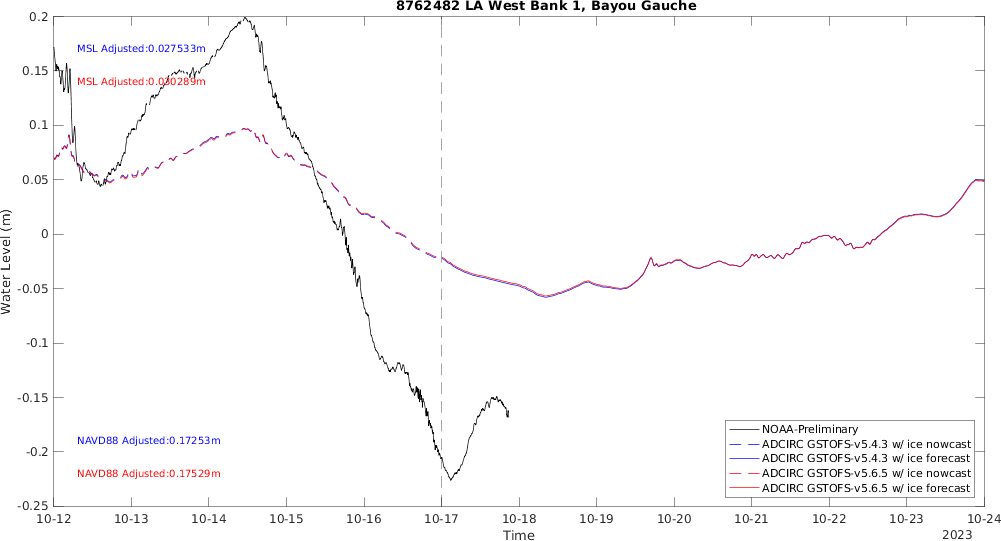 8762482 LA West Bank 1, Bayou Gauche
0.2
0.15
0.1
0.05
0
-0.05
-0.1
-0.15
-0.2
-0.25
Water Level (m)
MSL Adjusted:0.027533m
MSL Adjusted:0.030289m
NAVD88 Adjusted:0.17253m
NAVD88 Adjusted:0.17529m
NOAA-Preliminary
ADCIRC GSTOFS-v5.4.3 w/ ice nowcast
ADCIRC GSTOFS-v5.4.3 w/ ice forecast
ADCIRC GSTOFS-v5.6.5 w/ ice nowcast
ADCIRC GSTOFS-v5.6.5 w/ ice forecast
10-12 10-13 10-14 10-15 10-16 10-17 10-18 10-19 10-20 10-21 10-22 10-23 10-24
Time
2023